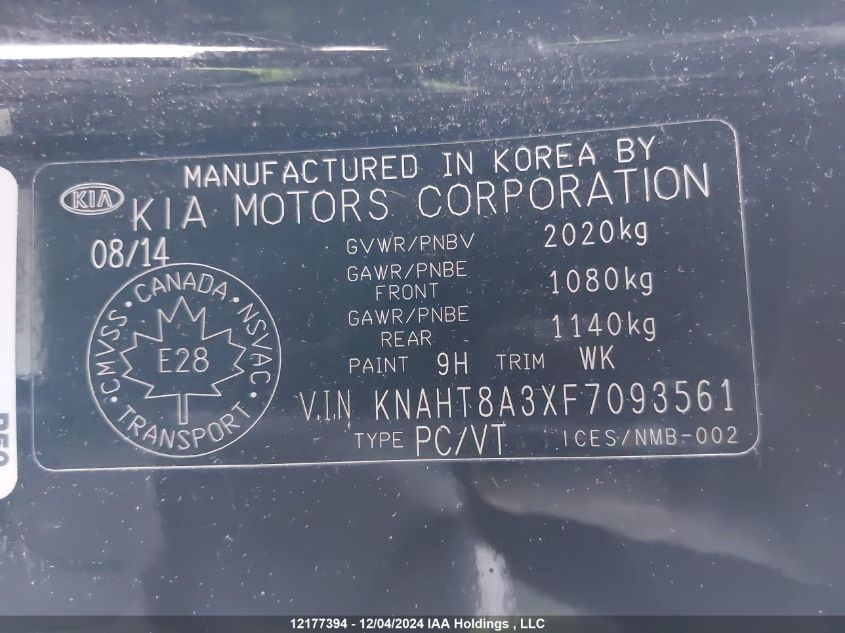 MANUFACTURED IN KOREA BY
KIA KIA MOTORS CORPORATION
08/14
GVWR/PNBV 2020kg
GAWR/PNBE FRONT 1080kg
GAWR/PNBE REAR 1140kg
PAINT 9H TRIM WK
V.I.N KNAHT8A3XF7093561
TYPE PC/VT ICES/NMB-002
CMVSS • CANADA • NSVAC • TRANSPORT •
E28
12177394 - 12/04/2024 IAA Holdings , LLC